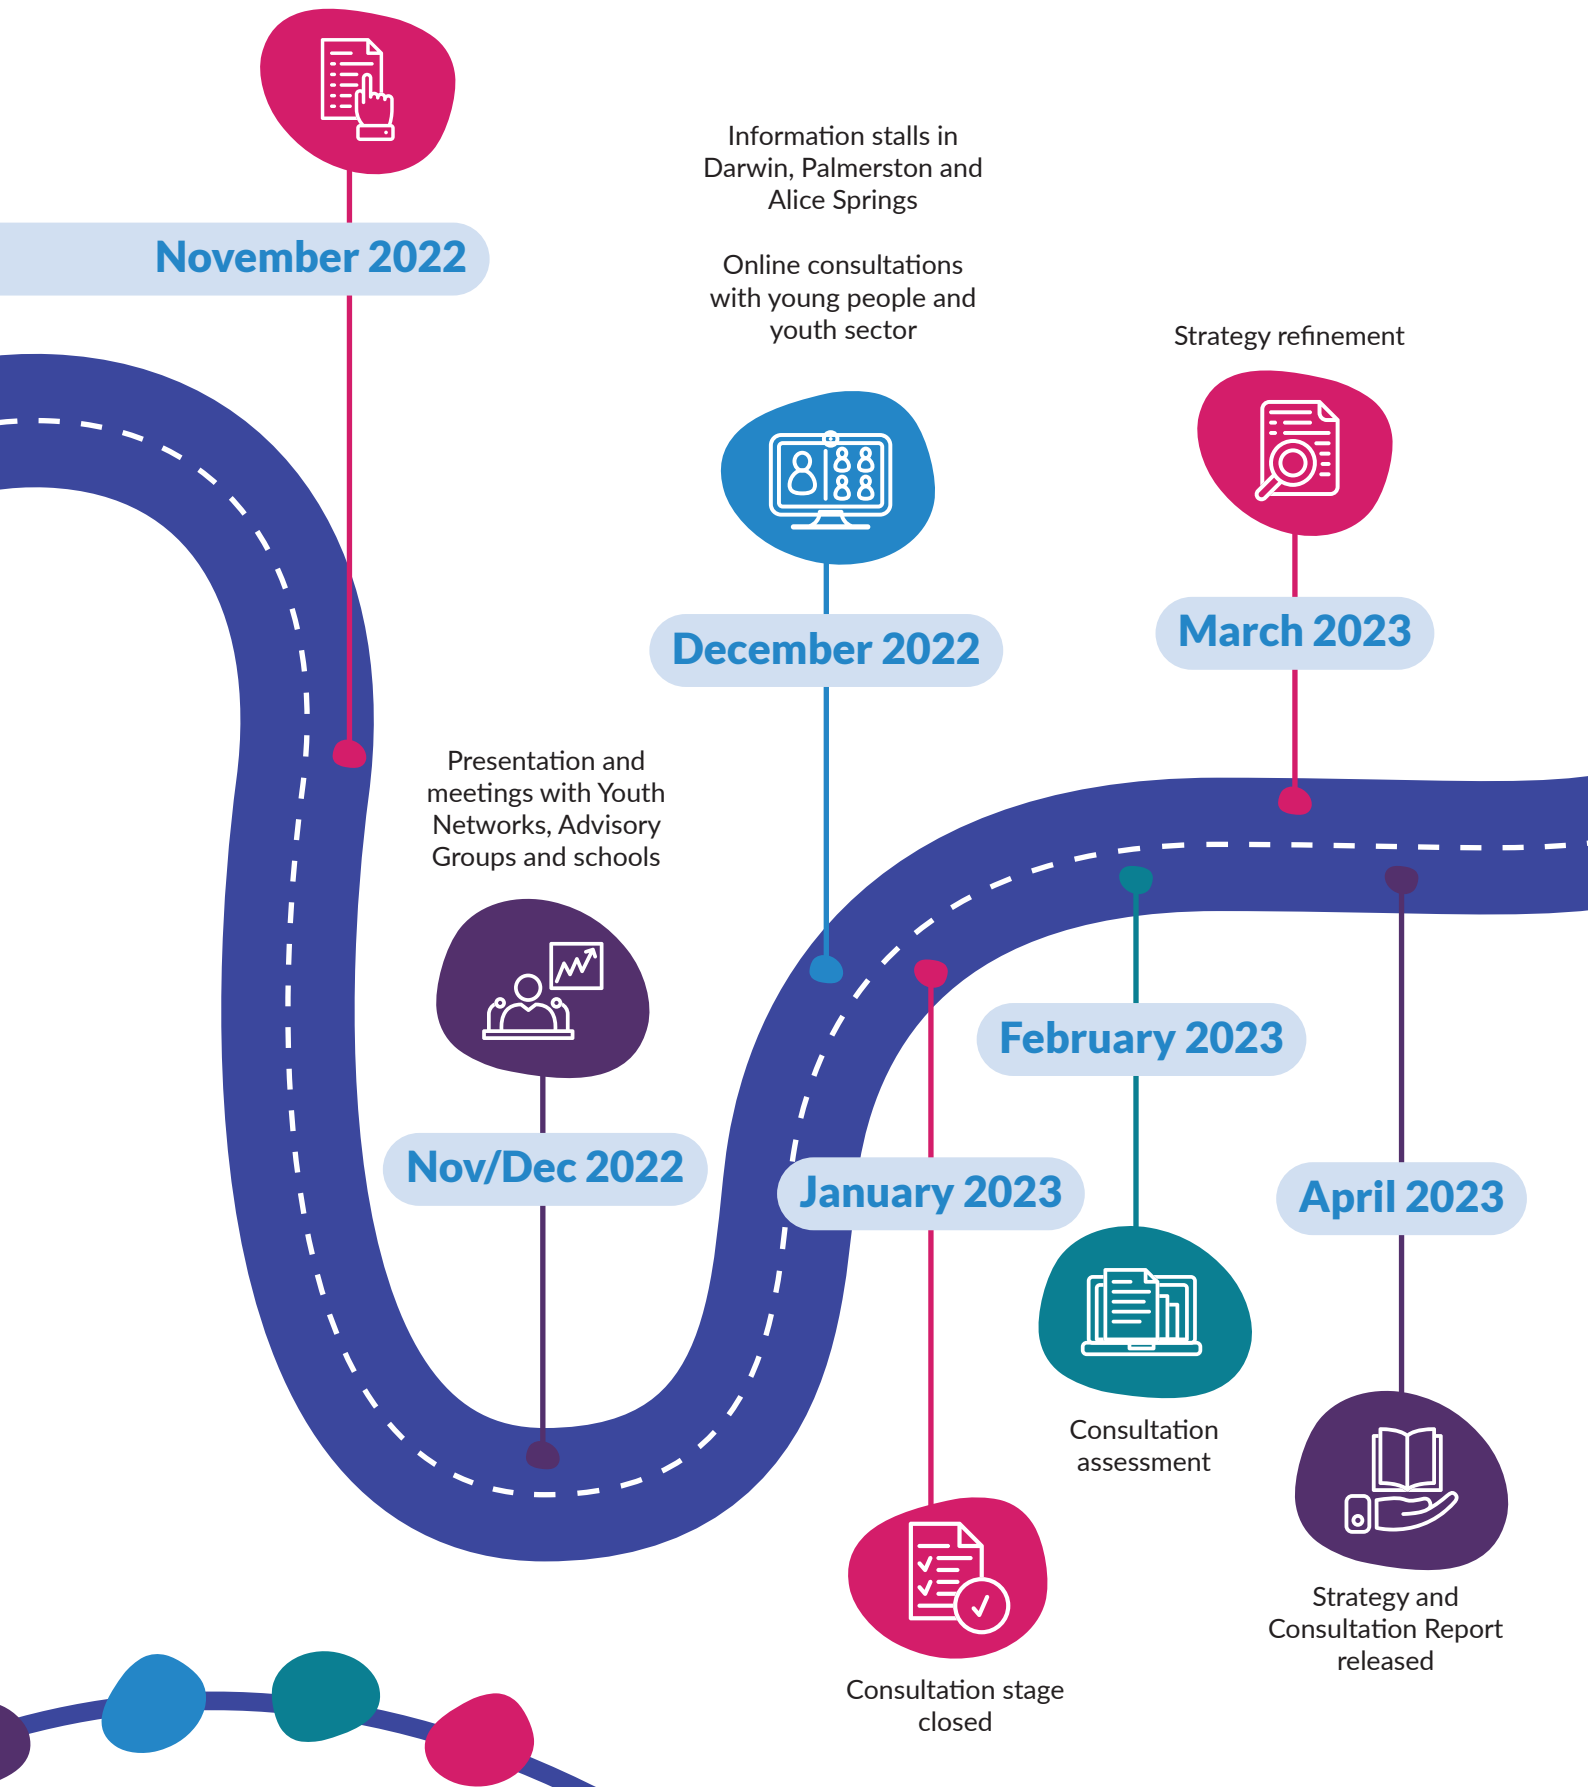 November 2022
Presentation and
meetings with Youth
Networks, Advisory
Groups and schools
Nov/Dec 2022
Information stalls in
Darwin, Palmerston and
Alice Springs
Online consultations
with young people and
youth sector
December 2022
January 2023
Consultation stage
closed
February 2023
Consultation
assessment
Strategy refinement
March 2023
April 2023
Strategy and
Consultation Report
released